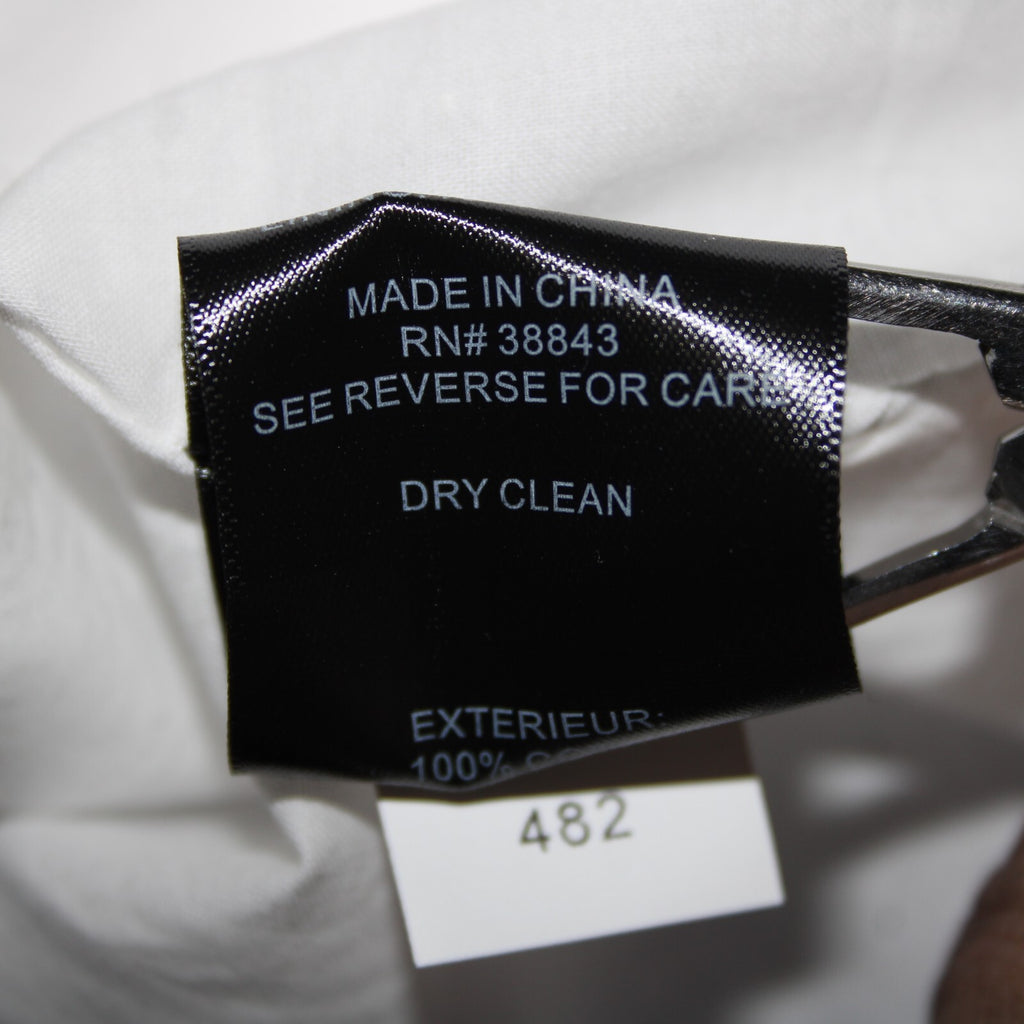 MADE IN CHINA
RN# 38843
SEE REVERSE FOR CARE
DRY CLEAN
EXTERIEUR:
100%
482